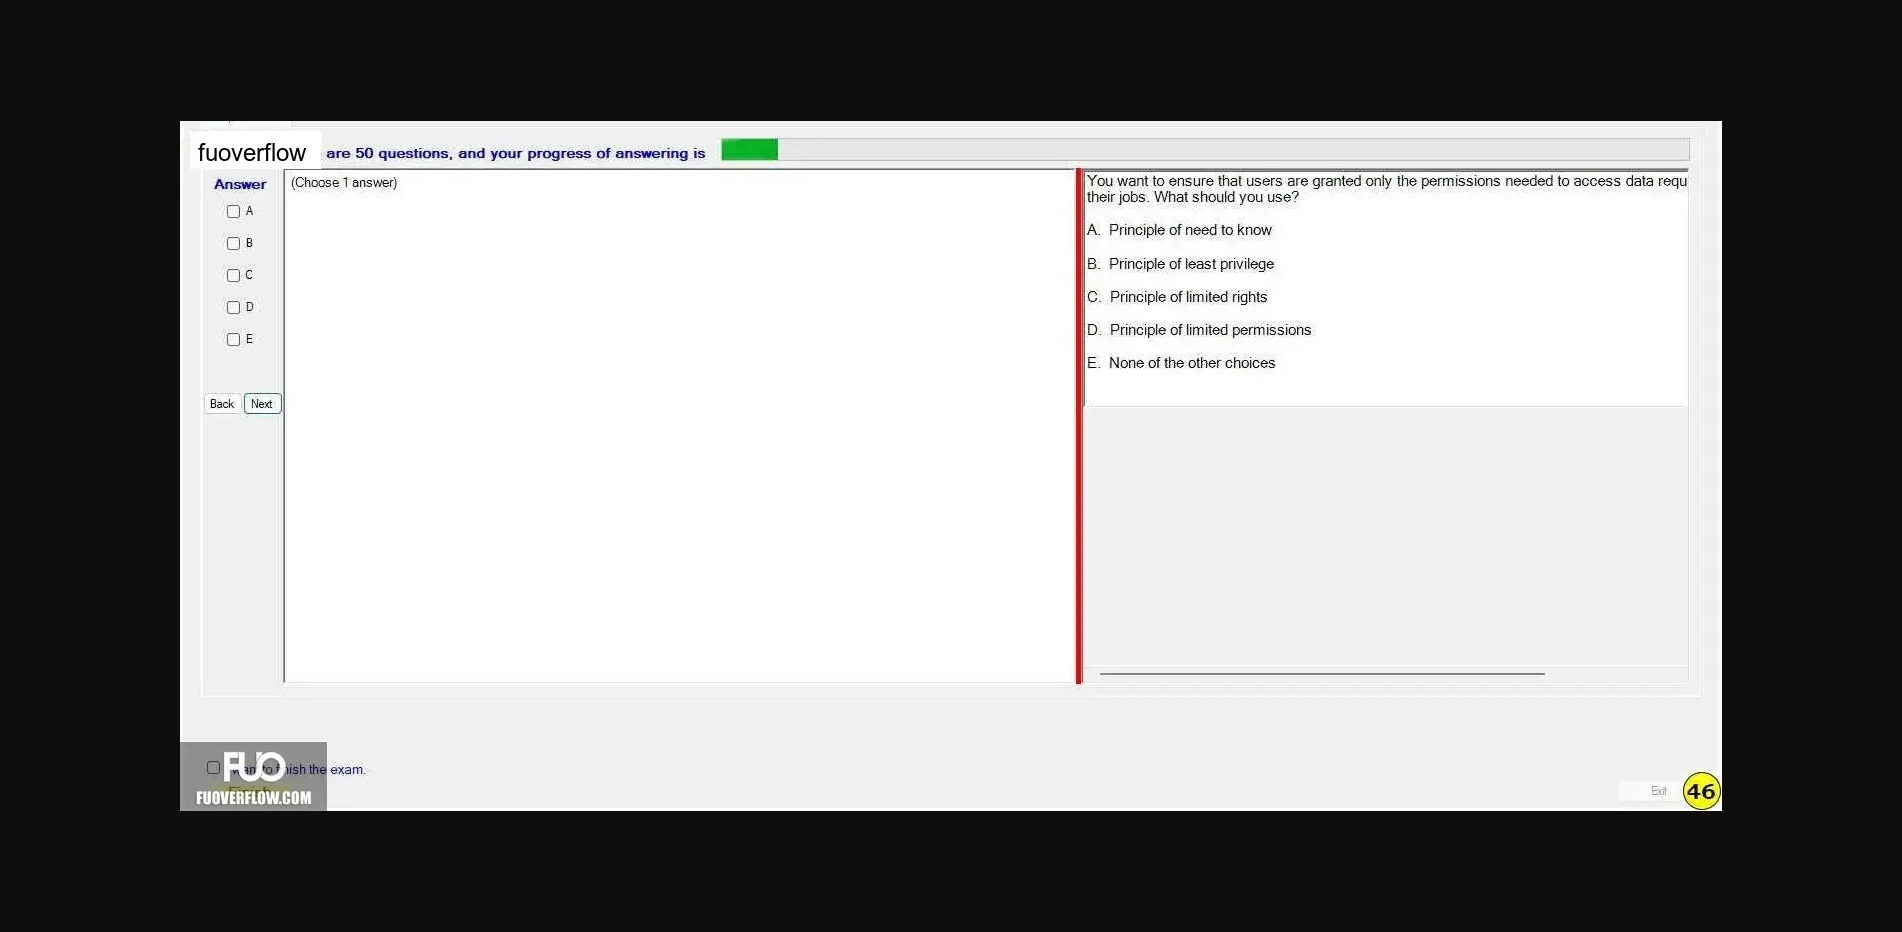 fuoverflow are 50 questions, and your progress of answering is
Answer
A
B
C
D
E
Back Next
(Choose 1 answer)
You want to ensure that users are granted only the permissions needed to access data requ
their jobs. What should you use?
A. Principle of need to know
B. Principle of least privilege
C. Principle of limited rights
D. Principle of limited permissions
E. None of the other choices
FUO
want to finish the exam.
Finish
FUOVERFLOW.COM
Exit
46